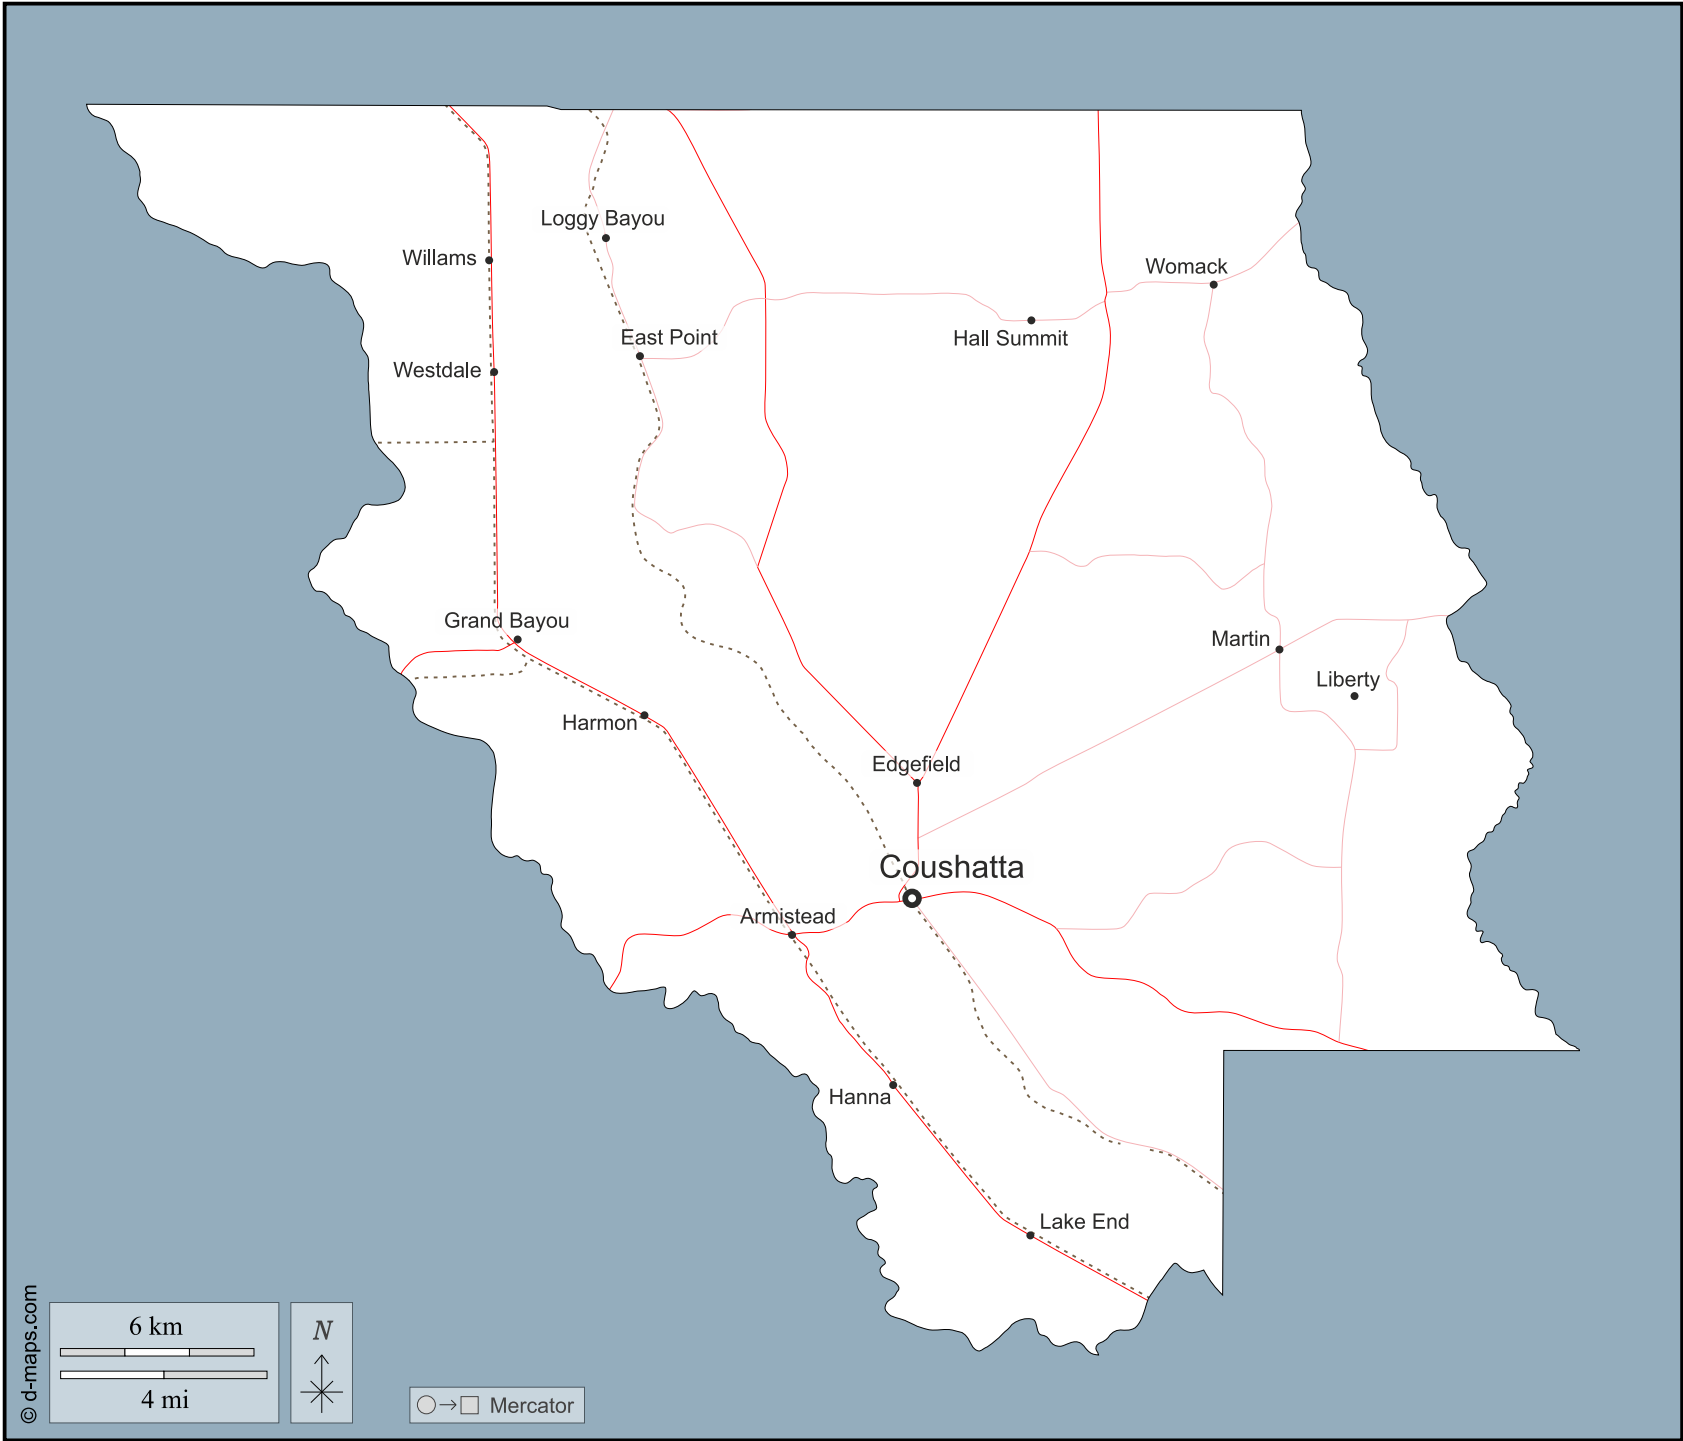 Loggy Bayou
Willams
Womack
East Point
Hall Summit
Westdale
Grand Bayou
Martin
Liberty
Harmon
Edgefield
Coushatta
Armistead
Hanna
Lake End
© d-maps.com
6 km
4 mi
N
Mercator